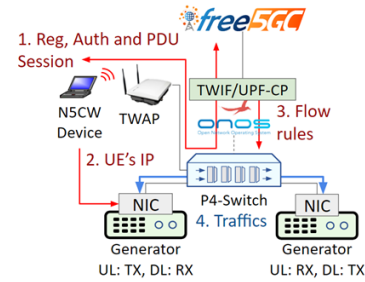 free5GC
1. Reg, Auth and PDU
Session
N5CW
Device
TWAP
TWIF/UPF-CP
onos
Open Network Operating System
3. Flow
rules
2. UE's IP
P4-Switch
NIC
NIC
4. Traffics
Generator
UL: TX, DL: RX
Generator
UL: RX, DL: TX